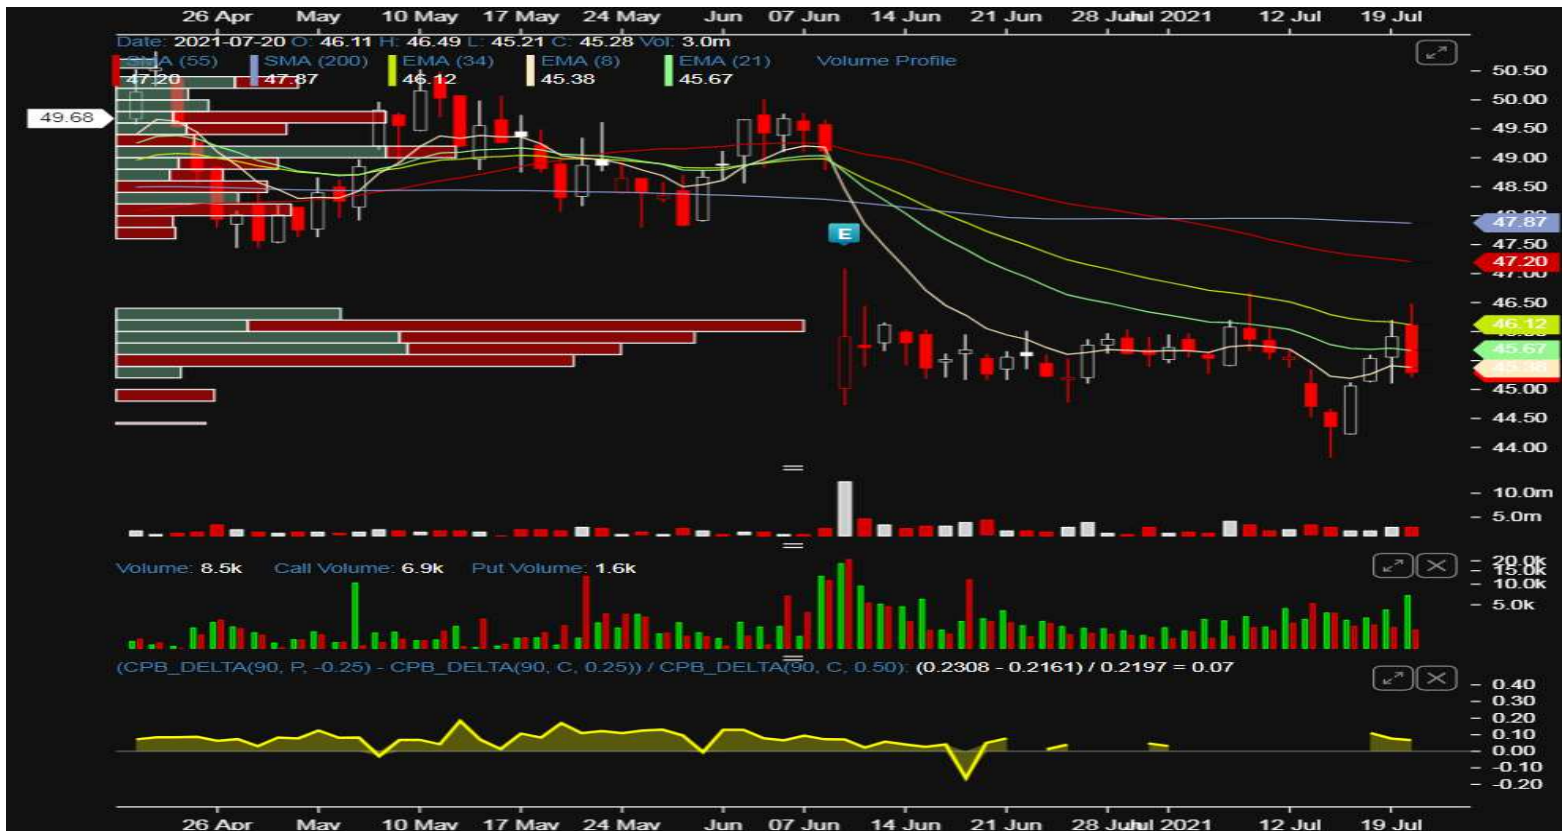 26 Apr May 10 May 17 May 24 May Jun 07 Jun 14 Jun 21 Jun 28 Jun Jul 2021 12 Jul 19 Jul
Date: 2021-07-20 O: 46.11 H: 46.49 L: 45.21 C: 45.28 Vol: 3.0m
SMA (55) SMA (200) EMA (34) EMA (8) EMA (21) Volume Profile
47.20 47.87 46.12 45.38 45.67
50.50
50.00
49.68
49.50
49.00
48.50
47.87
47.50
47.20
47.00
46.50
46.12
45.67
45.38
45.00
44.50
44.00
E
10.0m
5.0m
Volume: 8.5k Call Volume: 6.9k Put Volume: 1.6k
20.0k
15.0k
10.0k
5.0k
(CPB_DELTA(90, P, -0.25) - CPB_DELTA(90, C, 0.25)) / CPB_DELTA(90, C, 0.50): (0.2308 - 0.2161) / 0.2197 = 0.07
0.40
0.30
0.20
0.10
0.00
-0.10
-0.20
26 Apr May 10 May 17 May 24 May Jun 07 Jun 14 Jun 21 Jun 28 Jun Jul 2021 12 Jul 19 Jul